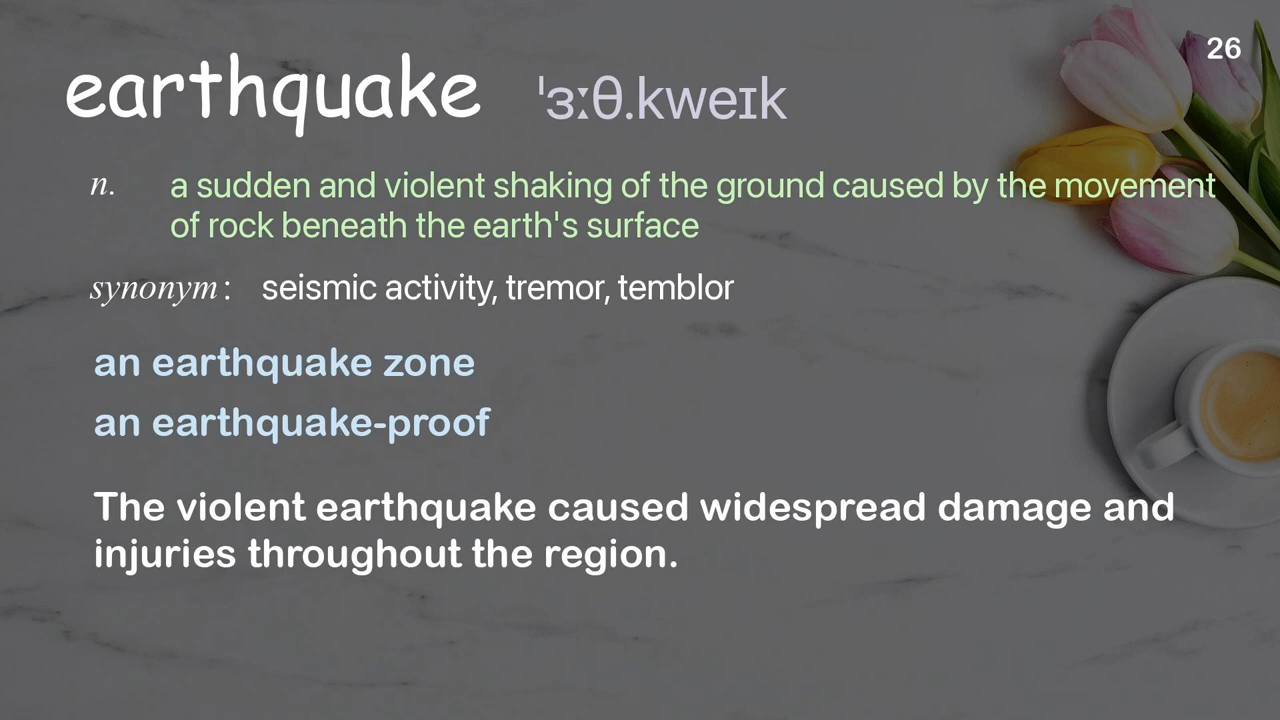 26
earthquake ˈɜːθ.kweɪk
n. a sudden and violent shaking of the ground caused by the movement
of rock beneath the earth's surface
synonym: seismic activity, tremor, temblor
an earthquake zone
an earthquake-proof
The violent earthquake caused widespread damage and
injuries throughout the region.